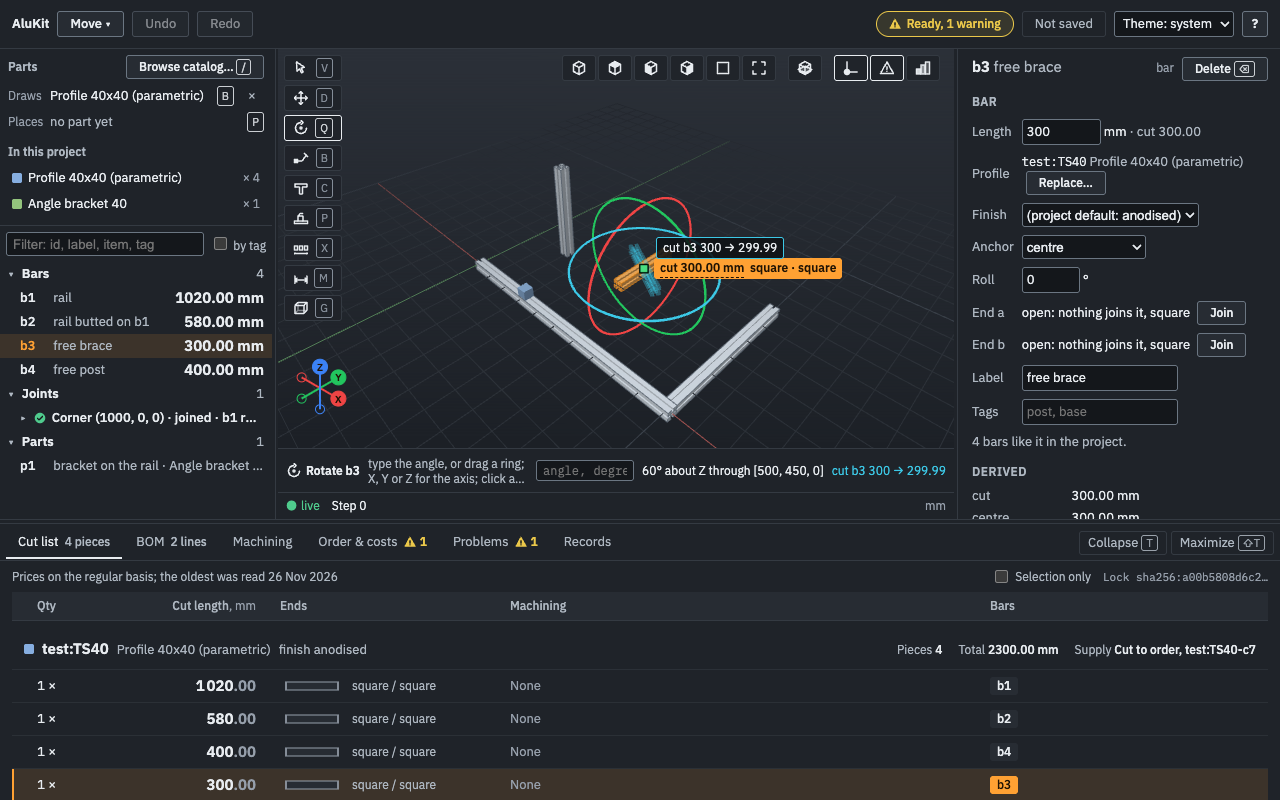 AluKit Move ▾ Undo Redo Ready, 1 warning Not saved Theme: system ?
Parts Browse catalog... /
Draws Profile 40x40 (parametric) B ×
Places no part yet P
In this project
Profile 40x40 (parametric) × 4
Angle bracket 40 × 1
Filter: id, label, item, tag by tag
Bars 4
b1 rail 1020.00 mm
b2 rail butted on b1 580.00 mm
b3 free brace 300.00 mm
b4 free post 400.00 mm
Joints 1
Corner (1000, 0, 0) · joined · b1 r...
Parts 1
p1 bracket on the rail · Angle bracket ...
V
D
Q
B
C
P
X
M
G
cut b3 300 → 299.99
cut 300.00 mm square · square
Z
Y
X
Rotate b3 type the angle, or drag a ring; X, Y or Z for the axis; click a... angle, degre 60° about Z through [500, 450, 0] cut b3 300 → 299.99
live Step 0 mm
b3 free brace bar Delete
BAR
Length 300 mm · cut 300.00
Profile test:TS40 Profile 40x40 (parametric)
Replace...
Finish (project default: anodised)
Anchor centre
Roll 0 °
End a open: nothing joins it, square Join
End b open: nothing joins it, square Join
Label free brace
Tags post, base
4 bars like it in the project.
DERIVED
cut 300.00 mm
centre 300.00 mm
Cut list 4 pieces BOM 2 lines Machining Order & costs 1 Problems 1 Records Collapse T Maximize ⇧T
Prices on the regular basis; the oldest was read 26 Nov 2026 Selection only Lock sha256:a00b5808d6c2…
Qty Cut length, mm Ends Machining Bars
test:TS40 Profile 40x40 (parametric) finish anodised Pieces 4 Total 2300.00 mm Supply Cut to order, test:TS40-c7
1 × 1020.00 square / square None b1
1 × 580.00 square / square None b2
1 × 400.00 square / square None b4
1 × 300.00 square / square None b3